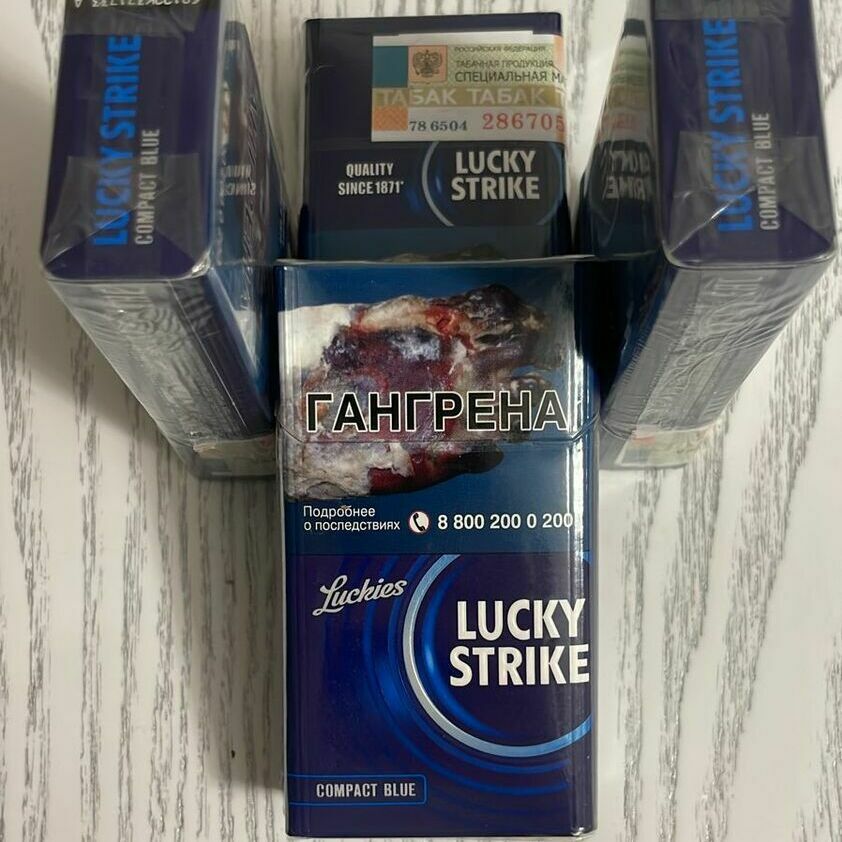 LUCKY STRIKE
COMPACT BLUE
РОССИЙСКАЯ ФЕДЕРАЦИЯ
ТАБАЧНАЯ ПРОДУКЦИЯ
СПЕЦИАЛЬНАЯ М
ТАБАК ТАБАК Т
78 6504 286705
QUALITY
SINCE 1871*
LUCKY
STRIKE
LUCKY STRIKE
COMPACT BLUE
ГАНГРЕНА
Подробнее
о последствиях 8 800 200 0 200
Luckies
LUCKY
STRIKE
COMPACT BLUE